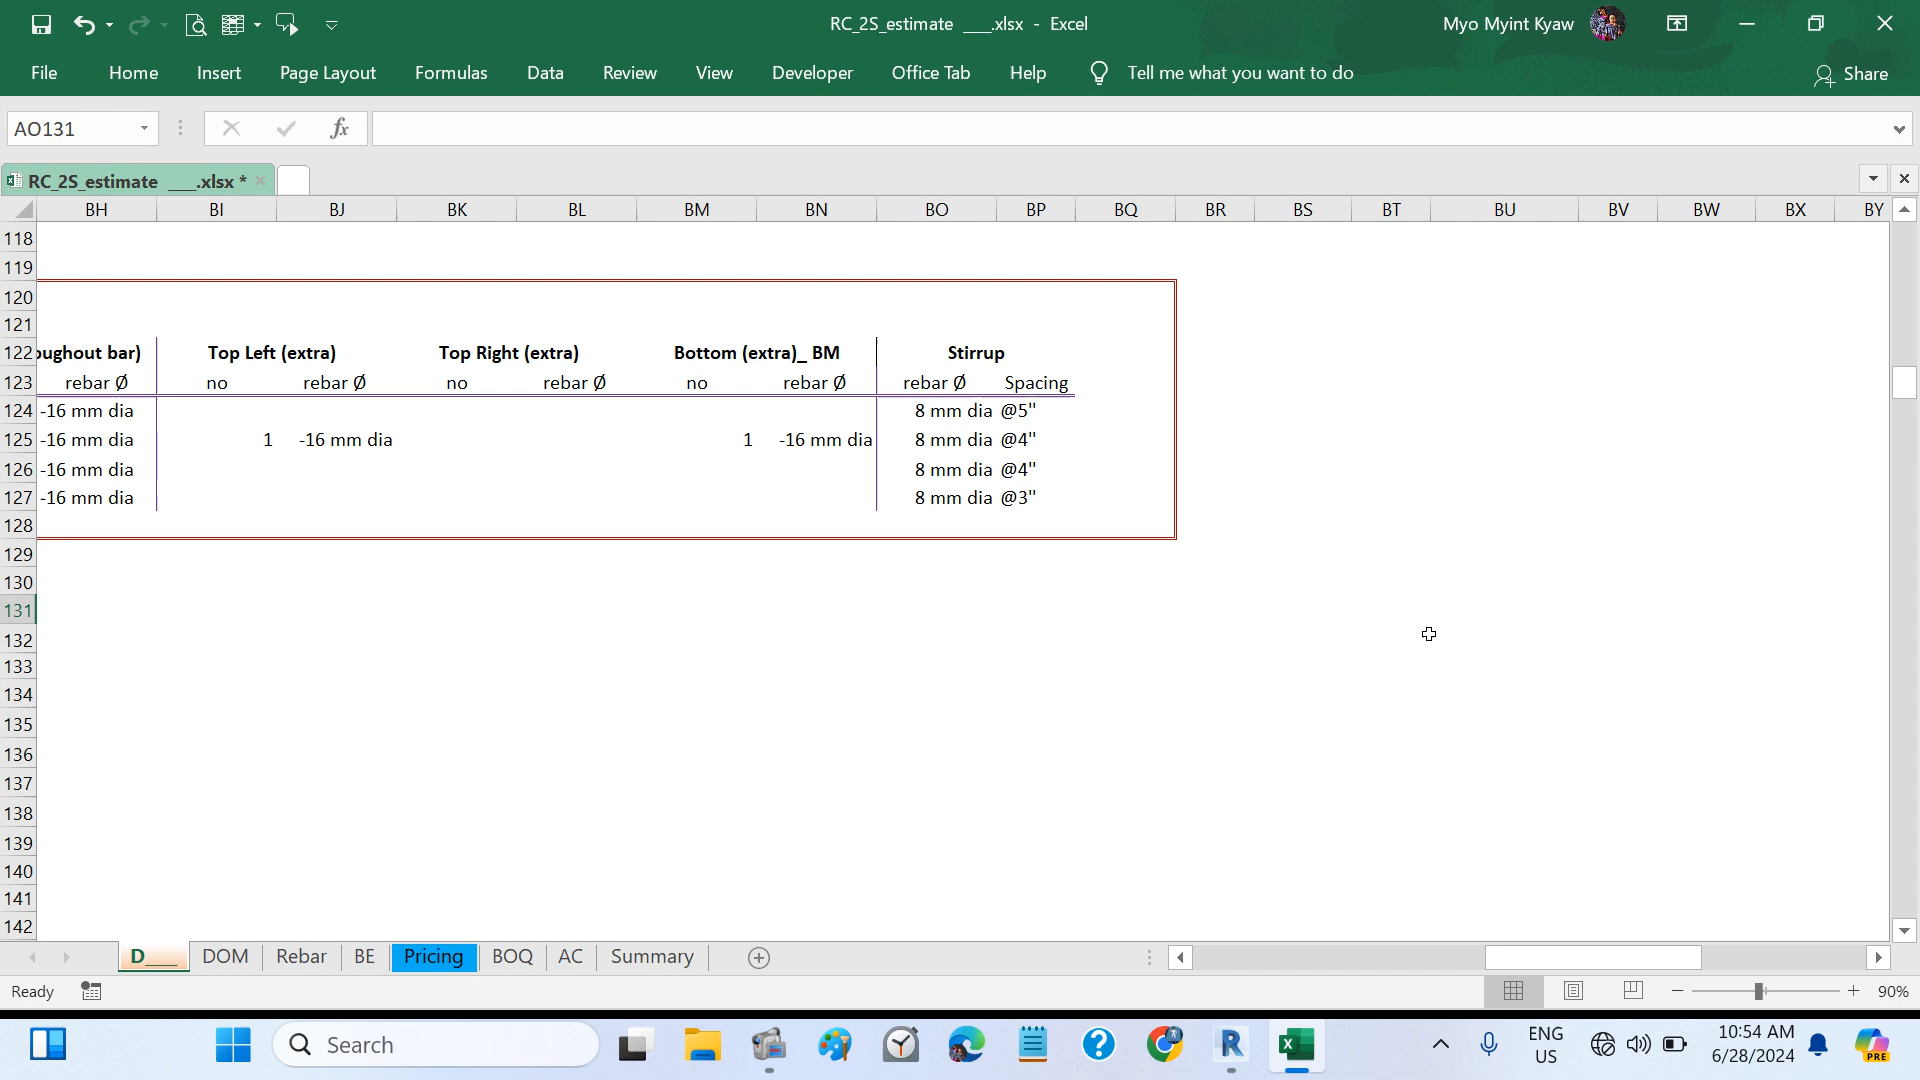 RC_2S_estimate ___.xlsx - Excel
Myo Myint Kyaw
File Home Insert Page Layout Formulas Data Review View Developer Office Tab Help Tell me what you want to do
Share
AO131
fx
RC_2S_estimate ___.xlsx *
BH BI BJ BK BL BM BN BO BP BQ BR BS BT BU BV BW BX BY
118
119
120
121
122 oughout bar) Top Left (extra) Top Right (extra) Bottom (extra)_ BM Stirrup
123 rebar Ø no rebar Ø no rebar Ø no rebar Ø rebar Ø Spacing
124 -16 mm dia 8 mm dia @5"
125 -16 mm dia 1 -16 mm dia 1 -16 mm dia 8 mm dia @4"
126 -16 mm dia 8 mm dia @4"
127 -16 mm dia 8 mm dia @3"
128
129
130
131
132
133
134
135
136
137
138
139
140
141
142
D___ DOM Rebar BE Pricing BOQ AC Summary
Ready
90%
Search
ENG
US
10:54 AM
6/28/2024
PRE